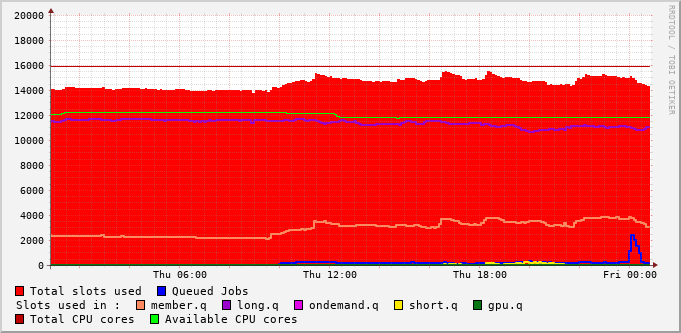 20000
18000
16000
14000
12000
10000
8000
6000
4000
2000
0
Thu 06:00 Thu 12:00 Thu 18:00 Fri 00:00
RRDTOOL / TOBI OETIKER
Total slots used Queued Jobs
Slots used in : member.q long.q ondemand.q short.q gpu.q
Total CPU cores Available CPU cores